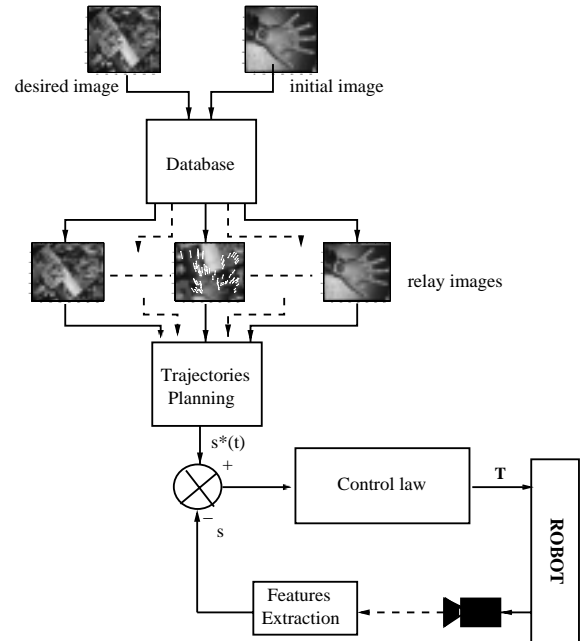 desired image
initial image
Database
relay images
Trajectories
Planning
s*(t)
+
Control law
T
ROBOT
−
s
Features
Extraction